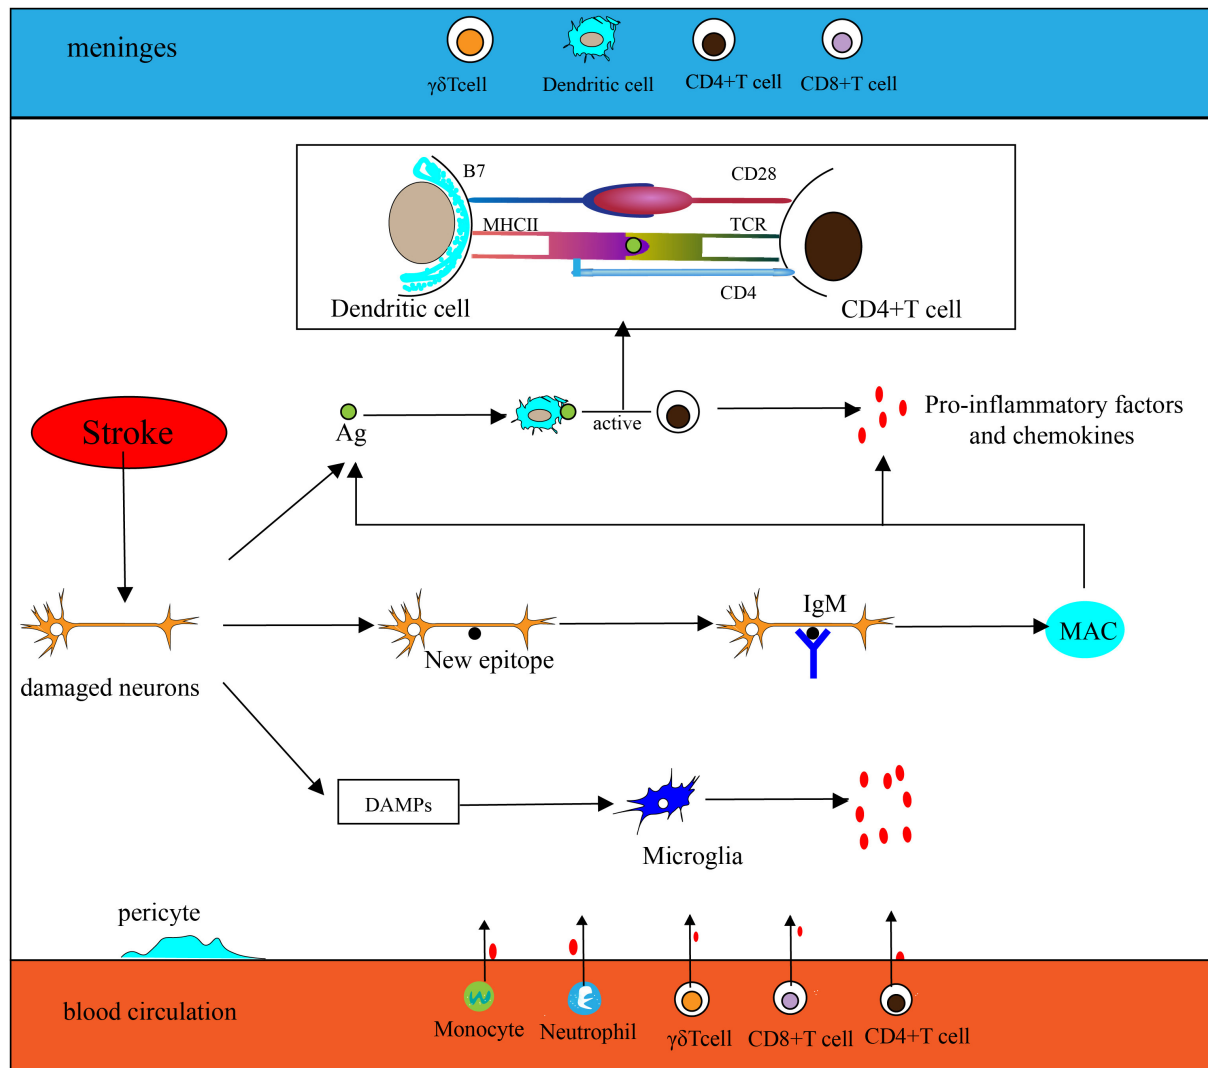 meninges
γδTcell
Dendritic cell
CD4+T cell
CD8+T cell
B7
CD28
MHCII
TCR
CD4
Dendritic cell
CD4+T cell
Stroke
Ag
active
Pro-inflammatory factors
and chemokines
IgM
MAC
New epitope
damaged neurons
DAMPs
Microglia
pericyte
blood circulation
Monocyte
Neutrophil
γδTcell
CD8+T cell
CD4+T cell